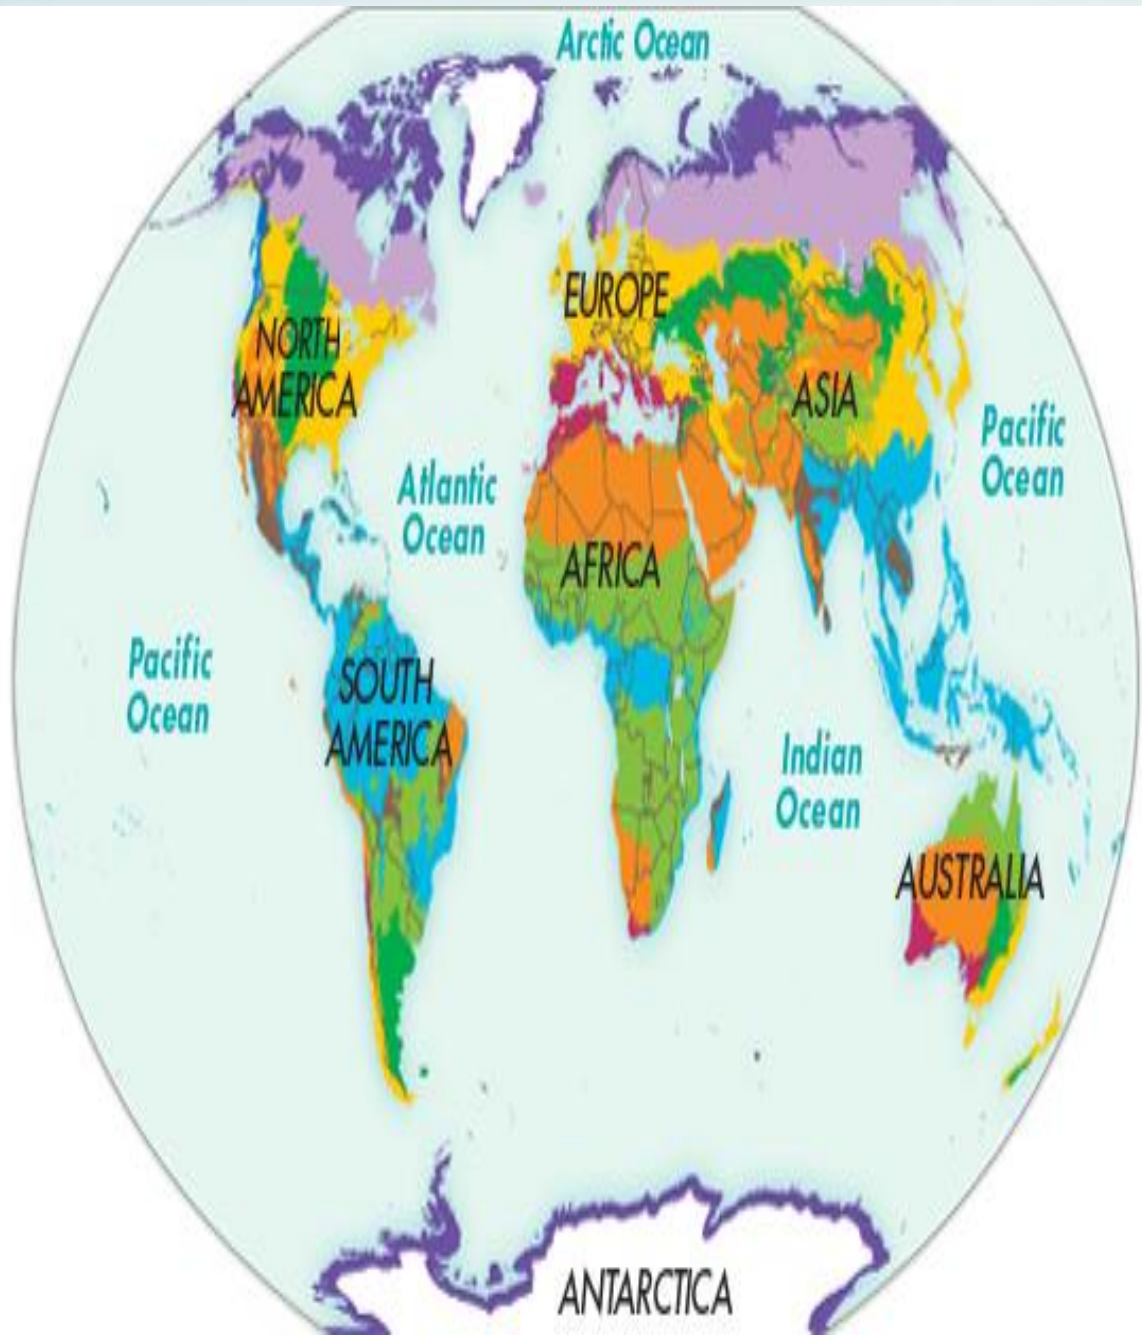 Arctic Ocean
EUROPE
NORTH
AMERICA
ASIA
Pacific
Ocean
Atlantic
Ocean
AFRICA
Pacific
Ocean
SOUTH
AMERICA
Indian
Ocean
AUSTRALIA
ANTARCTICA